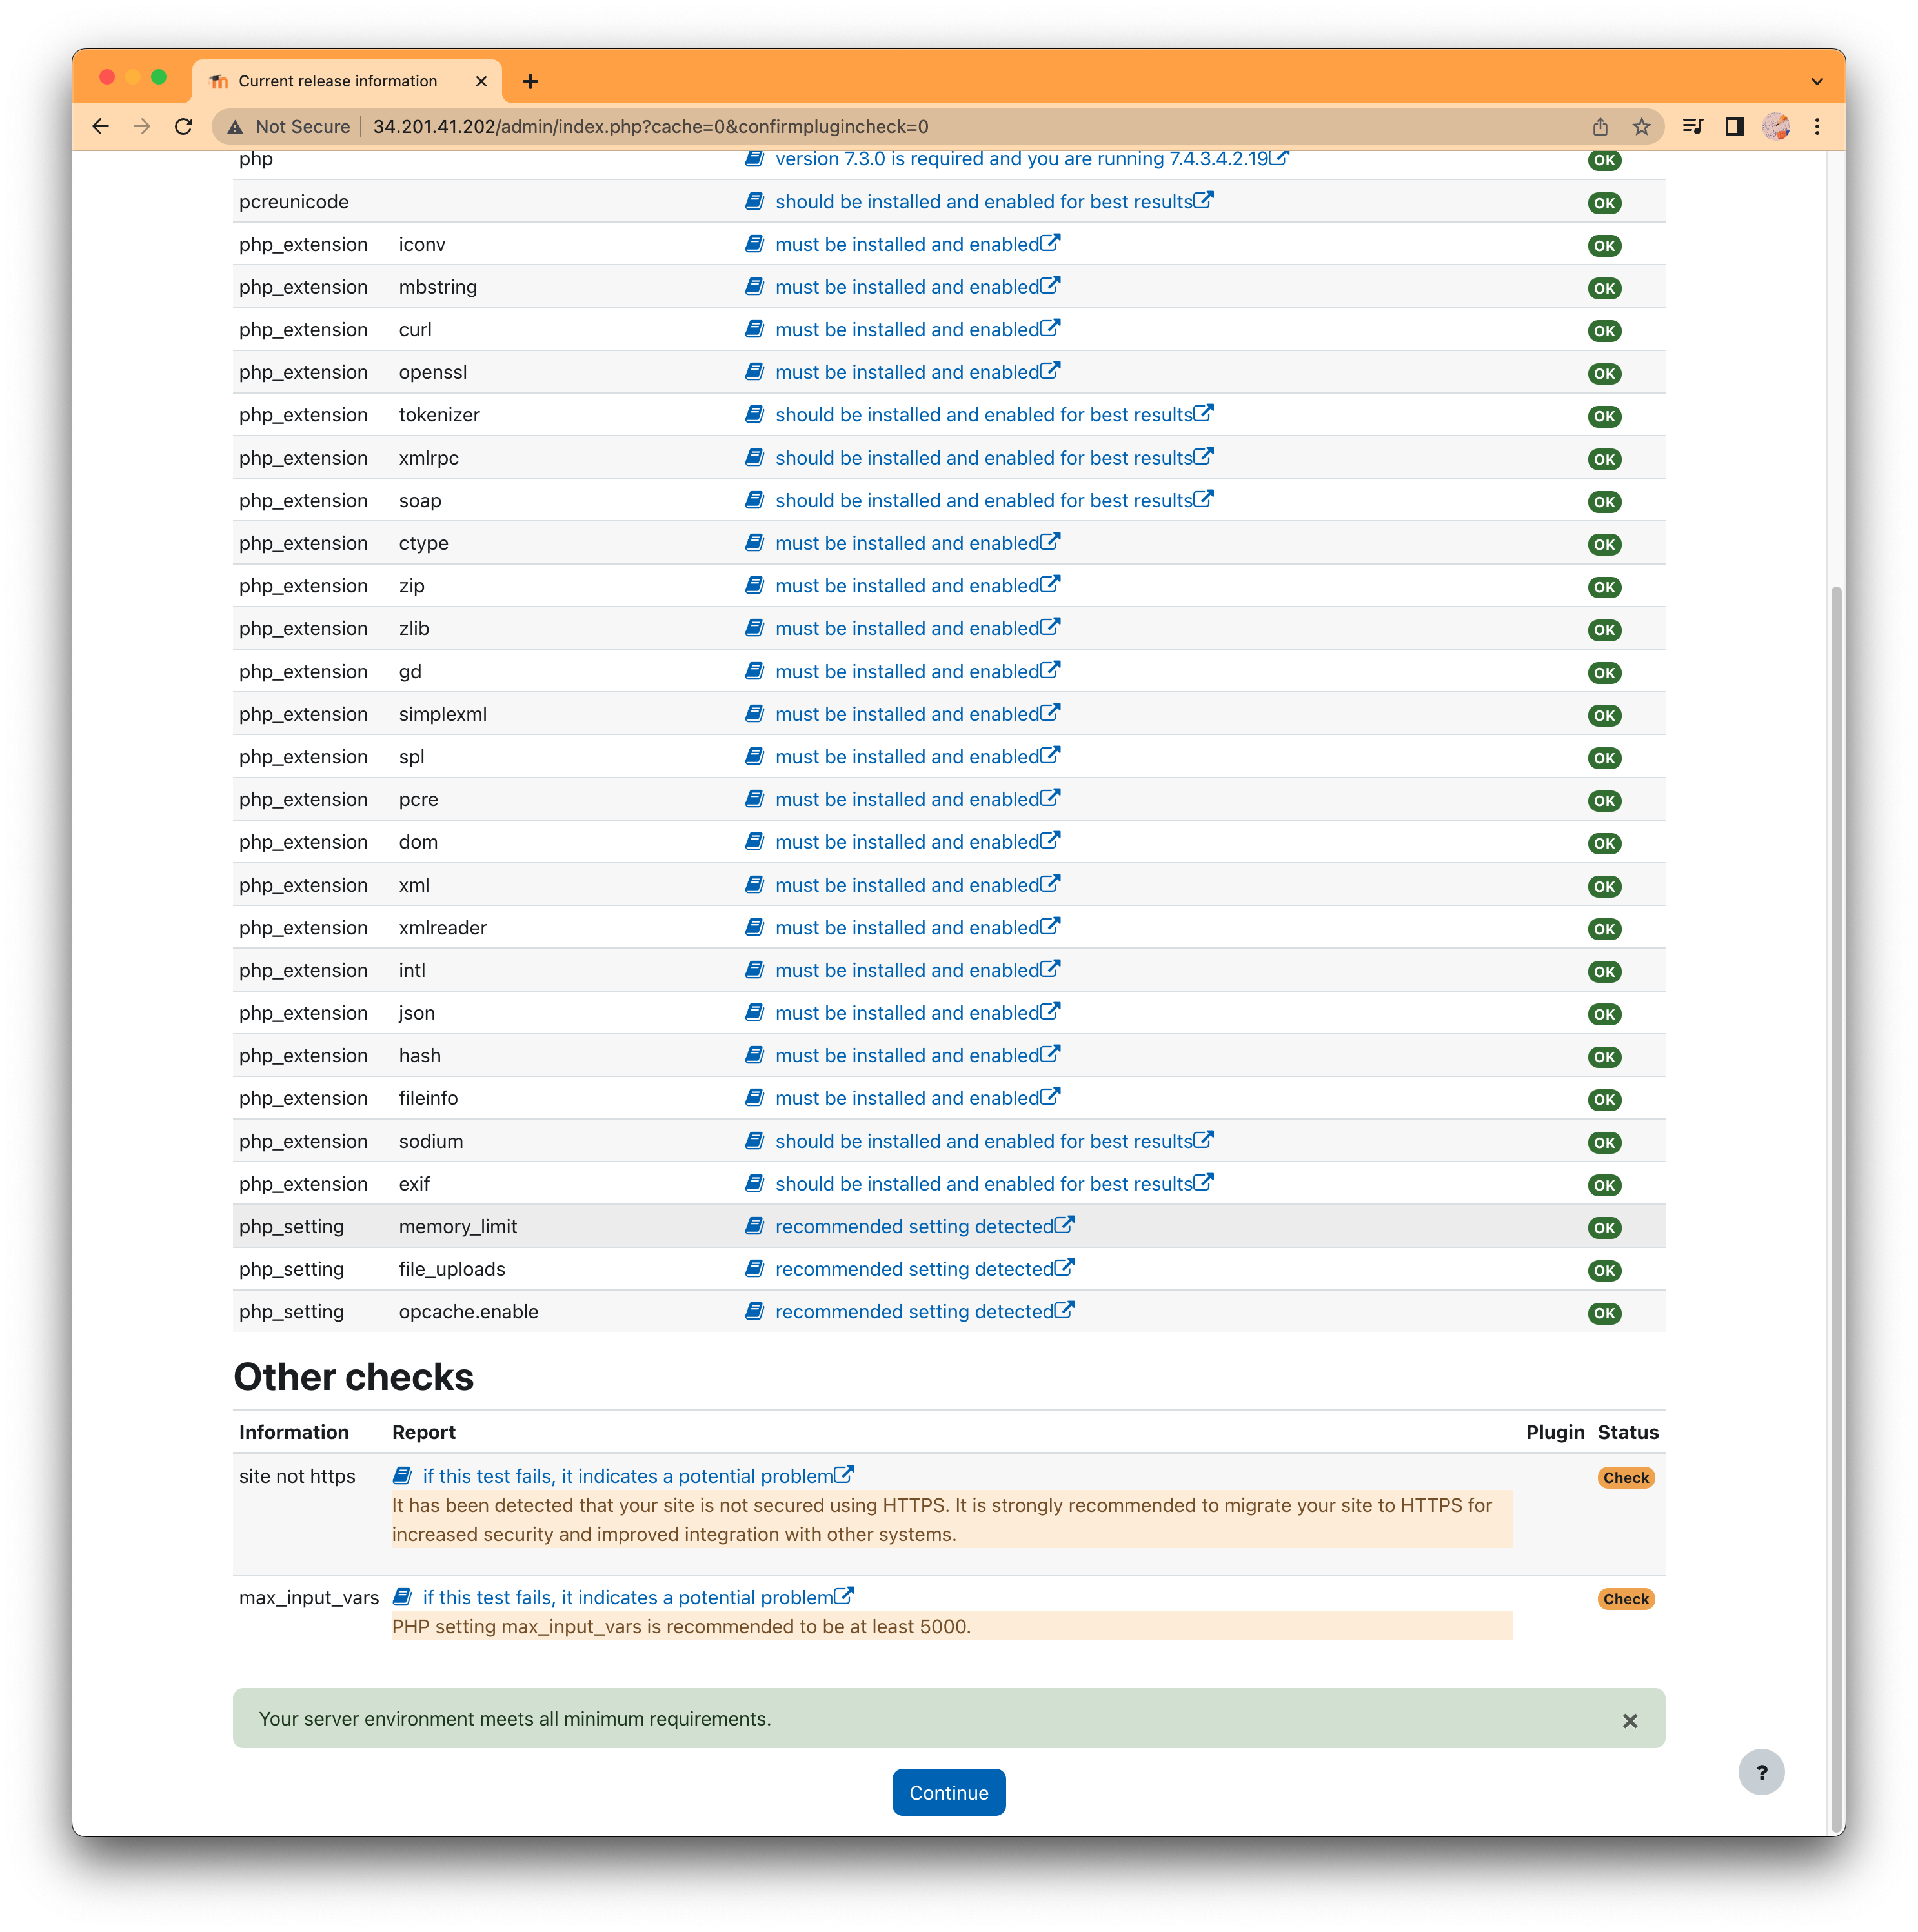 Current release information
Not Secure 34.201.41.202/admin/index.php?cache=0&confirmplugincheck=0
php version 7.3.0 is required and you are running 7.4.3.4.2.19 OK
pcreunicode should be installed and enabled for best results OK
php_extension iconv must be installed and enabled OK
php_extension mbstring must be installed and enabled OK
php_extension curl must be installed and enabled OK
php_extension openssl must be installed and enabled OK
php_extension tokenizer should be installed and enabled for best results OK
php_extension xmlrpc should be installed and enabled for best results OK
php_extension soap should be installed and enabled for best results OK
php_extension ctype must be installed and enabled OK
php_extension zip must be installed and enabled OK
php_extension zlib must be installed and enabled OK
php_extension gd must be installed and enabled OK
php_extension simplexml must be installed and enabled OK
php_extension spl must be installed and enabled OK
php_extension pcre must be installed and enabled OK
php_extension dom must be installed and enabled OK
php_extension xml must be installed and enabled OK
php_extension xmlreader must be installed and enabled OK
php_extension intl must be installed and enabled OK
php_extension json must be installed and enabled OK
php_extension hash must be installed and enabled OK
php_extension fileinfo must be installed and enabled OK
php_extension sodium should be installed and enabled for best results OK
php_extension exif should be installed and enabled for best results OK
php_setting memory_limit recommended setting detected OK
php_setting file_uploads recommended setting detected OK
php_setting opcache.enable recommended setting detected OK
Other checks
Information Report Plugin Status
site not https if this test fails, it indicates a potential problem Check
It has been detected that your site is not secured using HTTPS. It is strongly recommended to migrate your site to HTTPS for
increased security and improved integration with other systems.
max_input_vars if this test fails, it indicates a potential problem Check
PHP setting max_input_vars is recommended to be at least 5000.
Your server environment meets all minimum requirements.
?
Continue